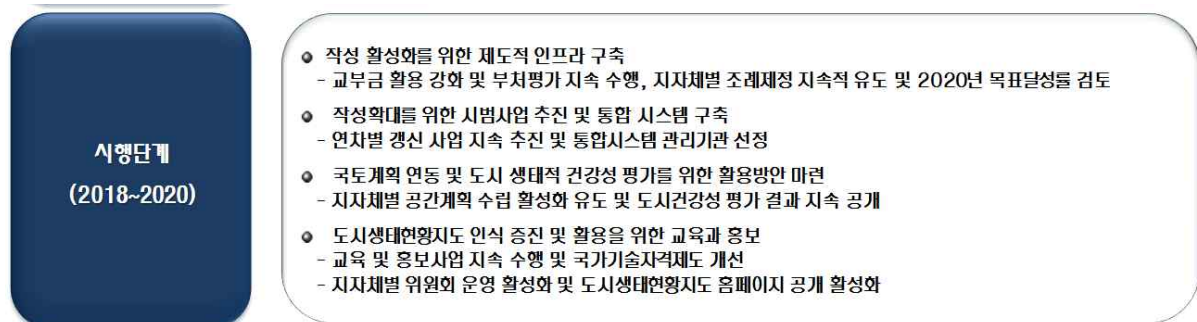 시행단계
(2018~2020)
작성 활성화를 위한 제도적 인프라 구축
- 교부금 활용 강화 및 부처평가 지속 수행, 지자체별 조례제정 지속적 유도 및 2020년 목표달성률 검토
작성확대를 위한 시범사업 추진 및 통합 시스템 구축
- 연차별 갱신 사업 지속 추진 및 통합시스템 관리기관 선정
국토계획 연동 및 도시 생태적 건강성 평가를 위한 활용방안 마련
- 지자체별 공간계획 수립 활성화 유도 및 도시건강성 평가 결과 지속 공개
도시생태현황지도 인식 증진 및 활용을 위한 교육과 홍보
- 교육 및 홍보사업 지속 수행 및 국가기술자격제도 개선
- 지자체별 위원회 운영 활성화 및 도시생태현황지도 홈페이지 공개 활성화